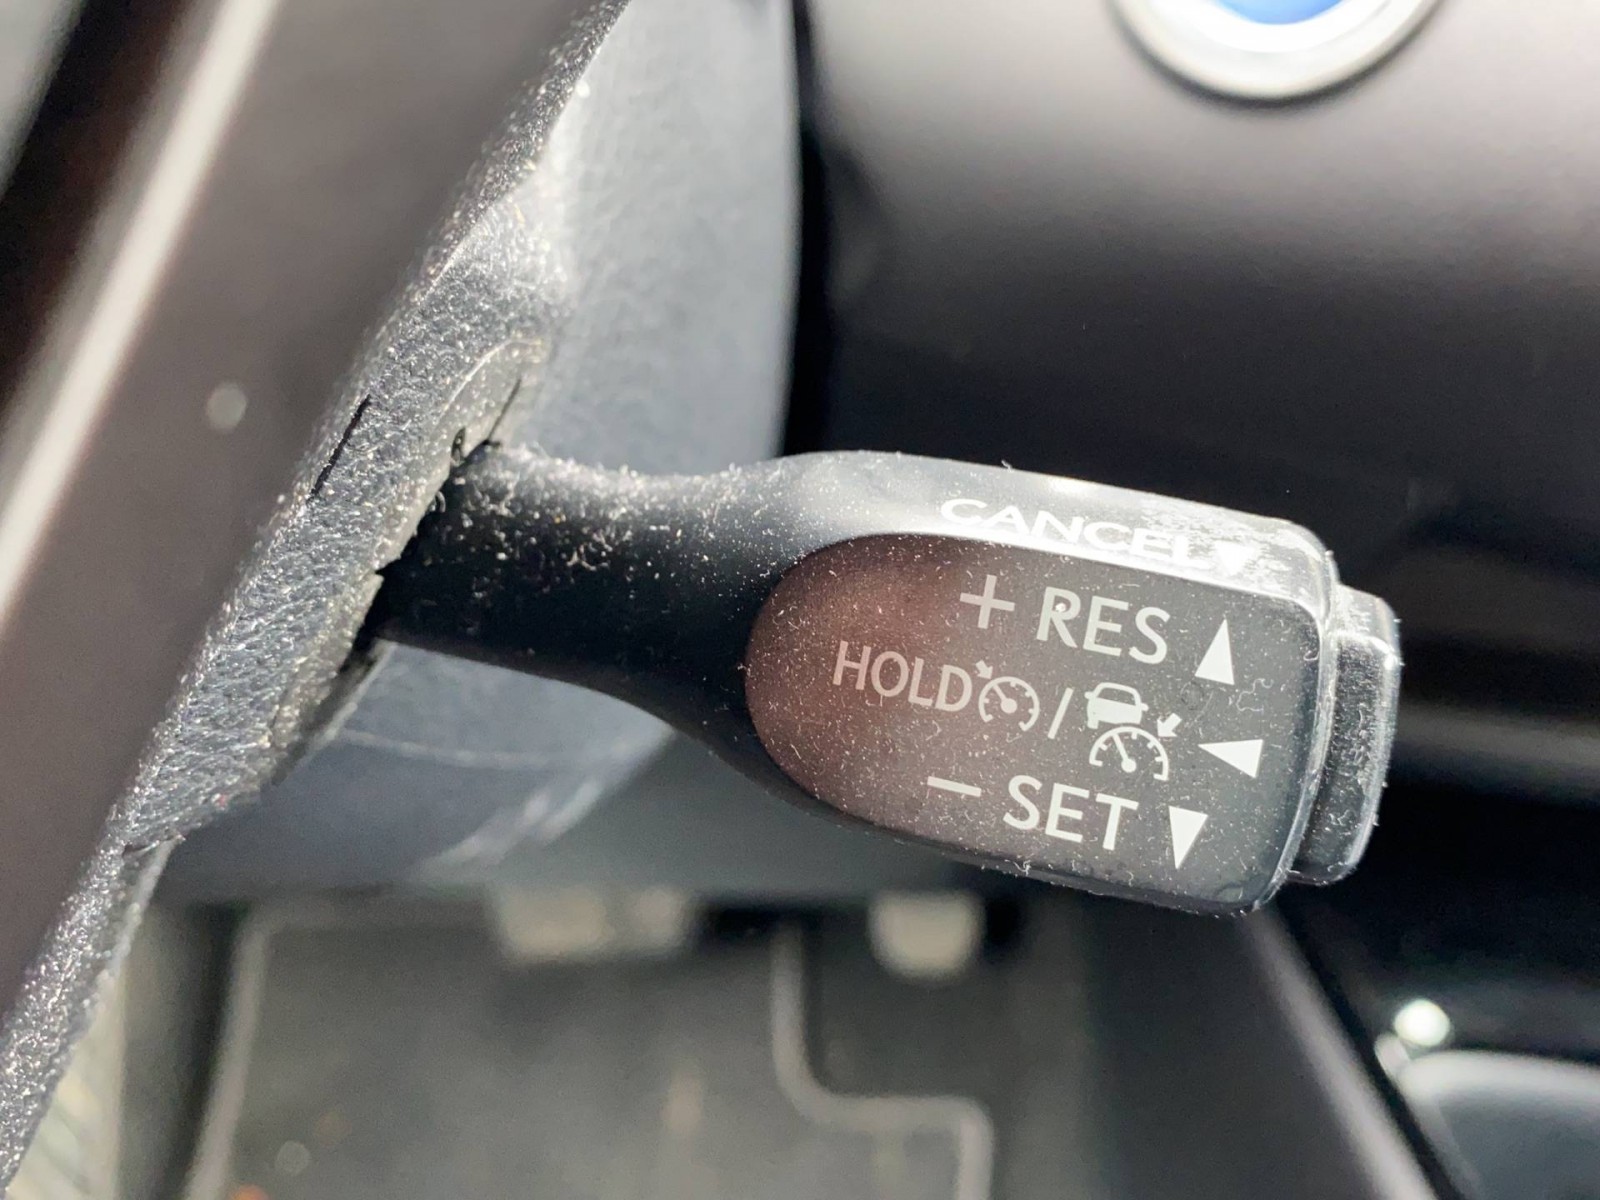 CANCEL
+ RES
HOLD /
- SET